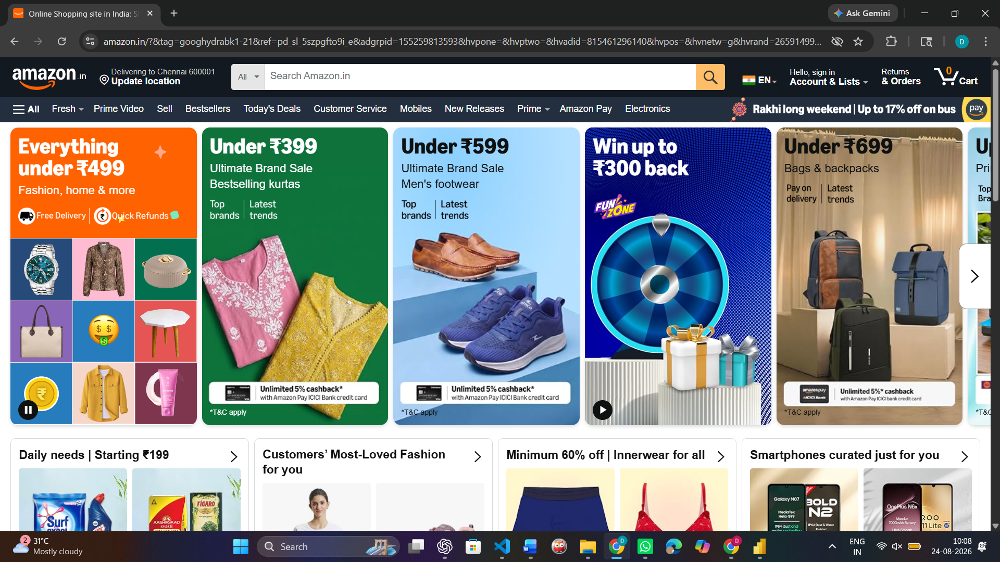 Online Shopping site in India: S
Ask Gemini
amazon.in/?&tag=googhydrabk1-21&ref=pd_sl_5szpgfto9i_e&adgrpid=155259813593&hvpone=&hvptwo=&hvadid=815461296140&hvpos=&hvnetw=g&hvrand=26591499...
D
amazon.in
Delivering to Chennai 600001
Update location
All
Search Amazon.in
EN
Hello, sign in
Account & Lists
Returns
& Orders
0
Cart
All
Fresh
Prime Video
Sell
Bestsellers
Today's Deals
Customer Service
Mobiles
New Releases
Prime
Amazon Pay
Electronics
Rakhi long weekend | Up to 17% off on bus
pay
Everything
under ₹499
Fashion, home & more
Free Delivery
Quick Refunds
Under ₹399
Ultimate Brand Sale
Bestselling kurtas
Top
brands
Latest
trends
Unlimited 5% cashback*
with Amazon Pay ICICI Bank credit card
*T&C apply
Under ₹599
Ultimate Brand Sale
Men's footwear
Top
brands
Latest
trends
Unlimited 5% cashback*
with Amazon Pay ICICI Bank credit card
*T&C apply
Win up to
₹300 back
FUN
ZONE
Under ₹699
Bags & backpacks
Pay on
delivery
Latest
trends
amazon pay
ICICI Bank
Unlimited 5%* cashback
with Amazon Pay ICICI bank credit card
*T&C apply
Pri
Top
Bra
*T&C
Daily needs | Starting ₹199
Surf
excel
AASHIRVAAD
svasti
FIGARO
Customers’ Most-Loved Fashion
for you
Minimum 60% off | Innerwear for all
Smartphones curated just for you
Galaxy M07
MediaTek
Helio G99
IP54 dust and
BOLD
N2
IP64 Dust & Water
OnePlus N6x
Massive
7000mAh Battery
11 Lite
2
31°C
Mostly cloudy
Search
ENG
IN
10:08
24-08-2026